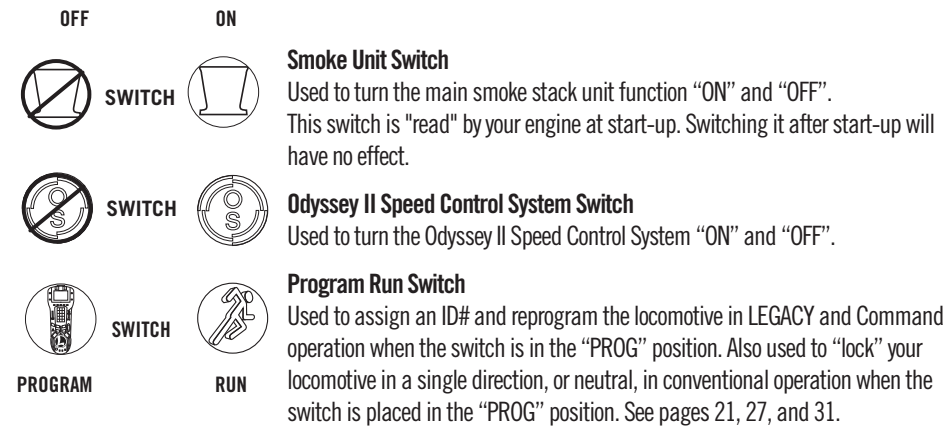 OFF ON
Smoke Unit Switch
SWITCH
Used to turn the main smoke stack unit function “ON” and “OFF”.
This switch is "read" by your engine at start-up. Switching it after start-up will
have no effect.
O
S
SWITCH
O
S
Odyssey II Speed Control System Switch
Used to turn the Odyssey II Speed Control System “ON” and “OFF”.
SWITCH
PROGRAM RUN
Program Run Switch
Used to assign an ID# and reprogram the locomotive in LEGACY and Command
operation when the switch is in the “PROG” position. Also used to “lock” your
locomotive in a single direction, or neutral, in conventional operation when the
switch is placed in the “PROG” position. See pages 21, 27, and 31.